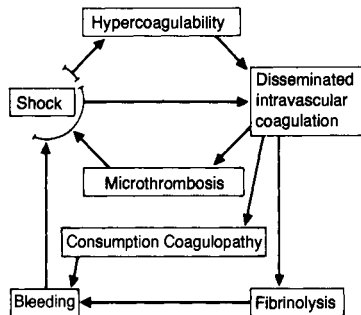 Hypercoagulability
Shock
Disseminated
intravascular
coagulation
Microthrombosis
Consumption Coagulopathy
Bleeding
Fibrinolysis